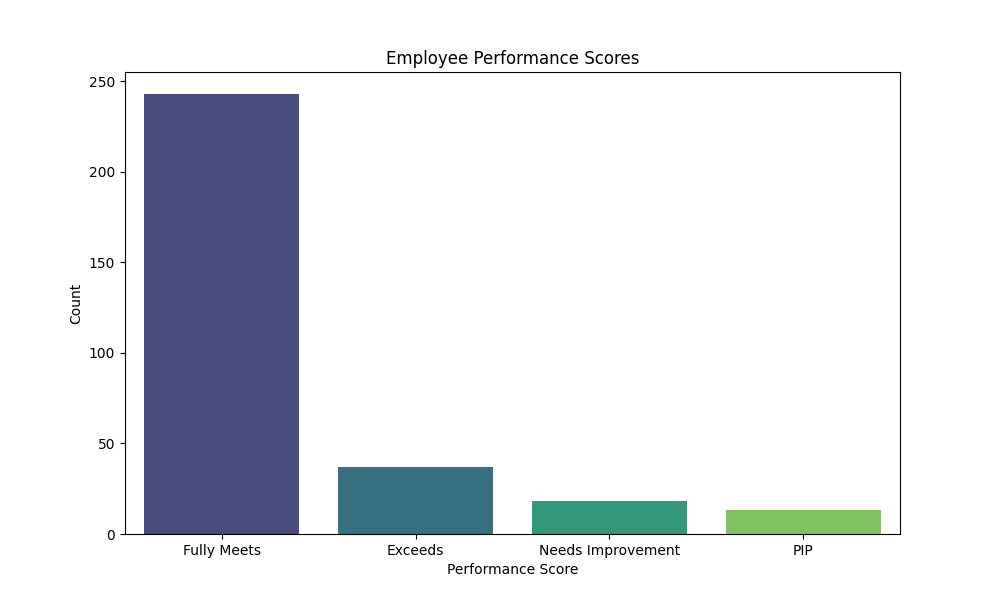 Employee Performance Scores
250
200
150
100
50
0
Count
Fully Meets
Exceeds
Needs Improvement
PIP
Performance Score